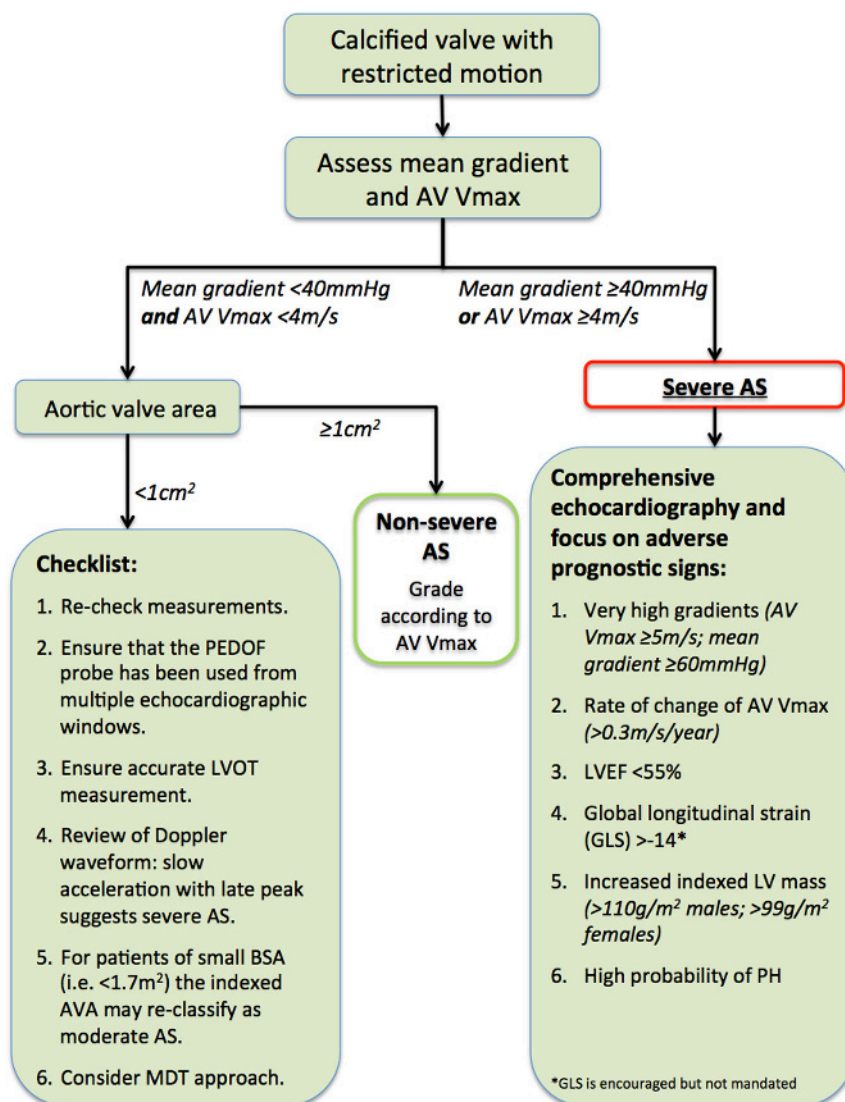 Calcified valve with
restricted motion
Assess mean gradient
and AV Vmax
Mean gradient <40mmHg
and AV Vmax <4m/s
Mean gradient ≥40mmHg
or AV Vmax ≥4m/s
Aortic valve area
≥1cm²
<1cm²
Severe AS
Checklist:
1. Re-check measurements.
2. Ensure that the PEDOF
probe has been used from
multiple echocardiographic
windows.
3. Ensure accurate LVOT
measurement.
4. Review of Doppler
waveform: slow
acceleration with late peak
suggests severe AS.
5. For patients of small BSA
(i.e. <1.7m²) the indexed
AVA may re-classify as
moderate AS.
6. Consider MDT approach.
Non-severe
AS
Grade
according to
AV Vmax
Comprehensive
echocardiography and
focus on adverse
prognostic signs:
1. Very high gradients (AV
Vmax ≥5m/s; mean
gradient ≥60mmHg)
2. Rate of change of AV Vmax
(>0.3m/s/year)
3. LVEF <55%
4. Global longitudinal strain
(GLS) >-14*
5. Increased indexed LV mass
(>110g/m² males; >99g/m²
females)
6. High probability of PH
*GLS is encouraged but not mandated